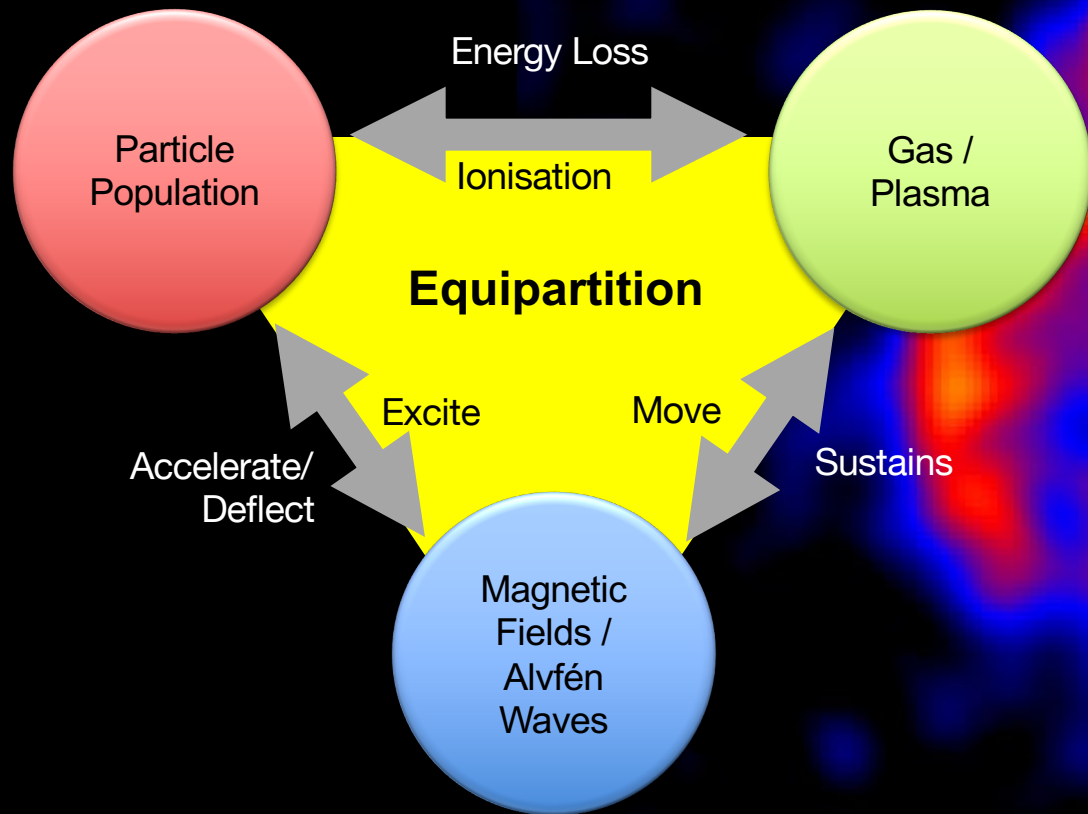 Energy Loss
Particle
Population
Ionisation
Gas /
Plasma
Equipartition
Excite
Move
Accelerate/
Deflect
Sustains
Magnetic
Fields /
Alvfén
Waves